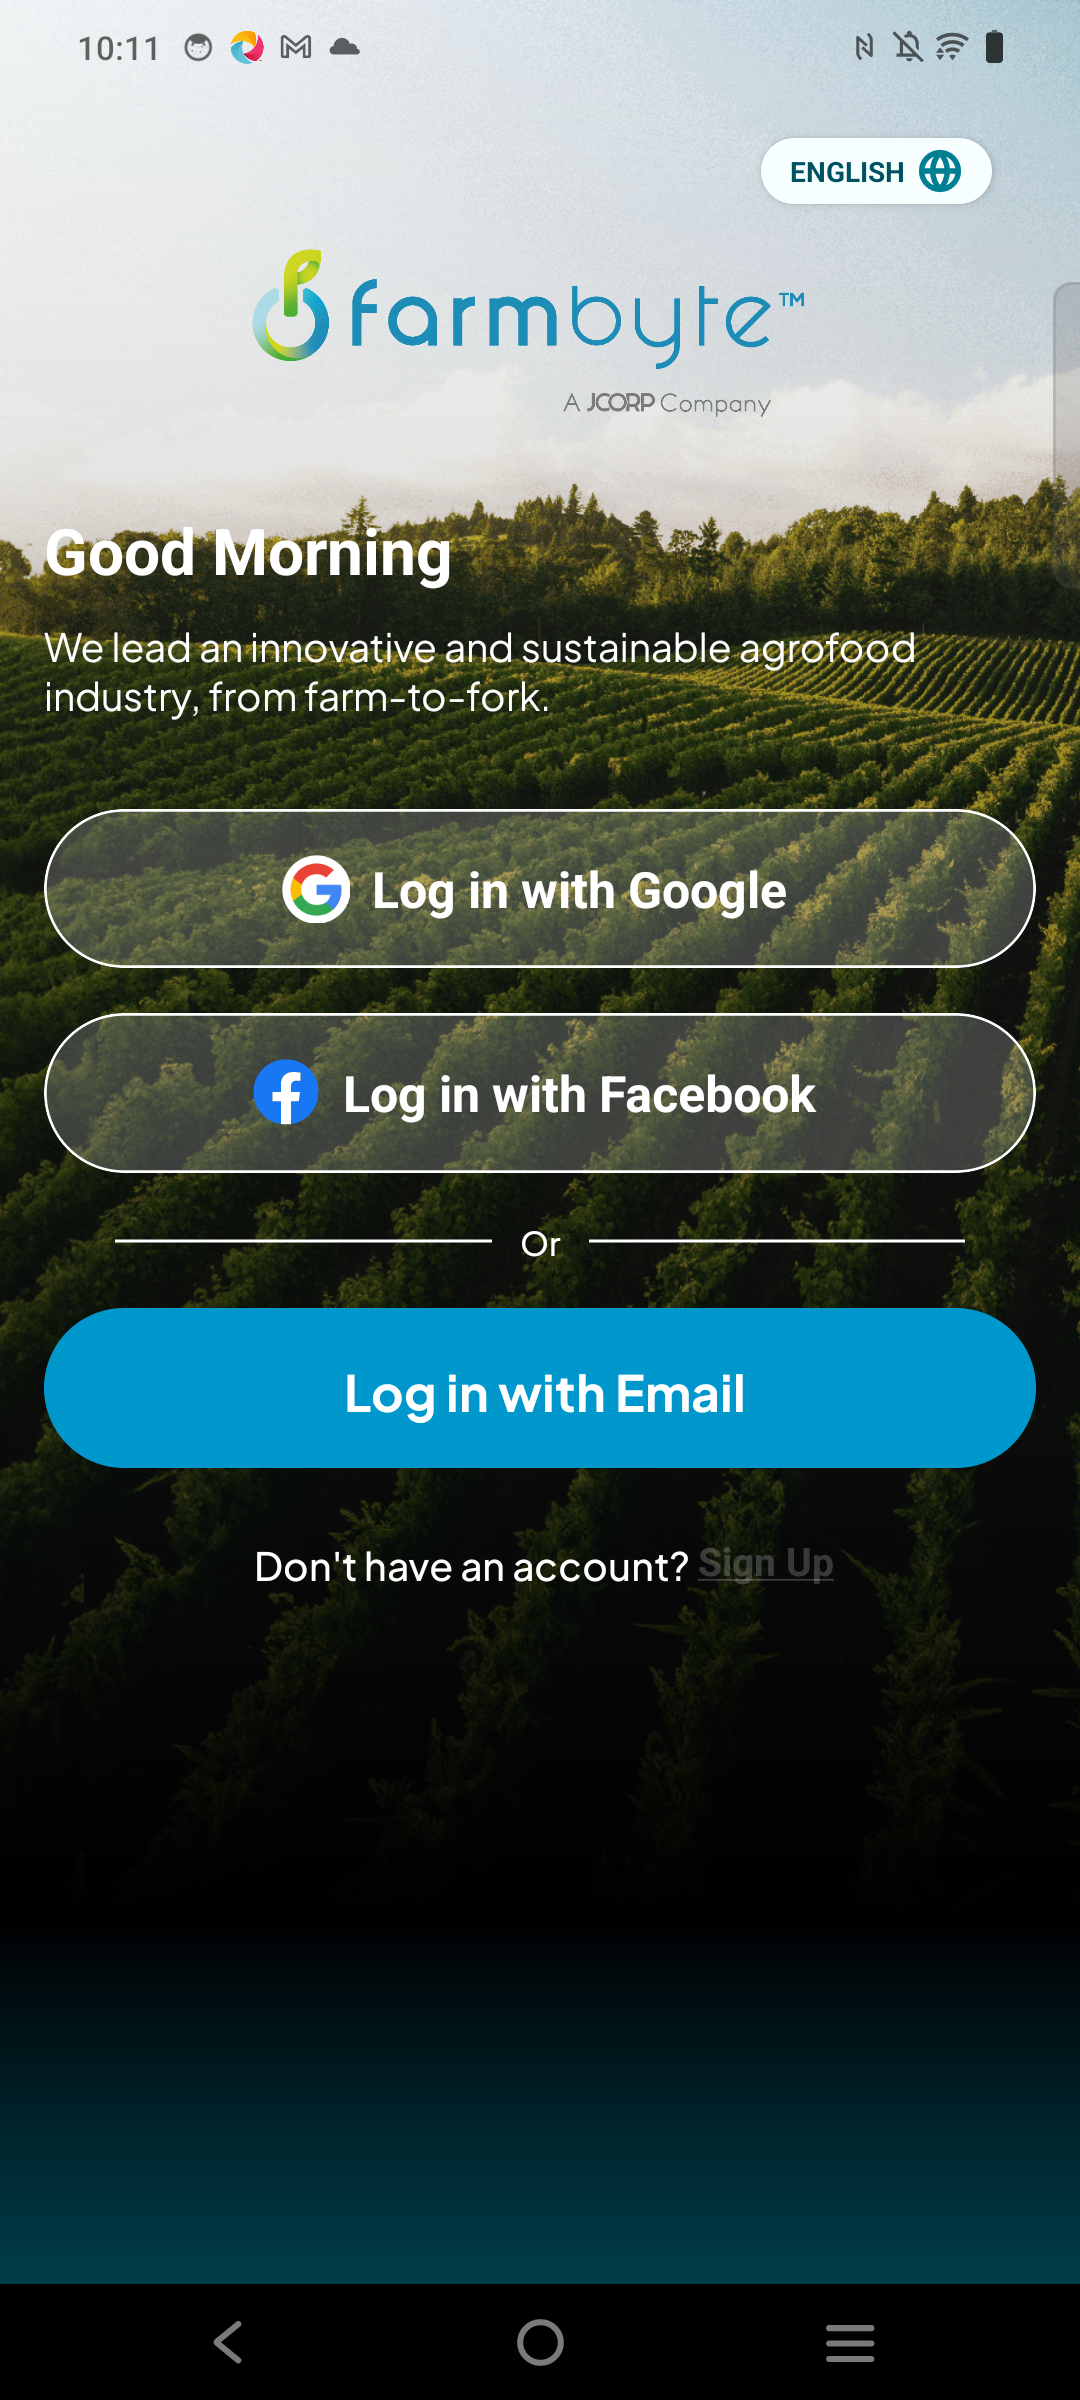 10:11
ENGLISH
farmbyte™
A JCORP Company
Good Morning
We lead an innovative and sustainable agrofood
industry, from farm-to-fork.
Log in with Google
Log in with Facebook
Or
Log in with Email
Don't have an account? Sign Up